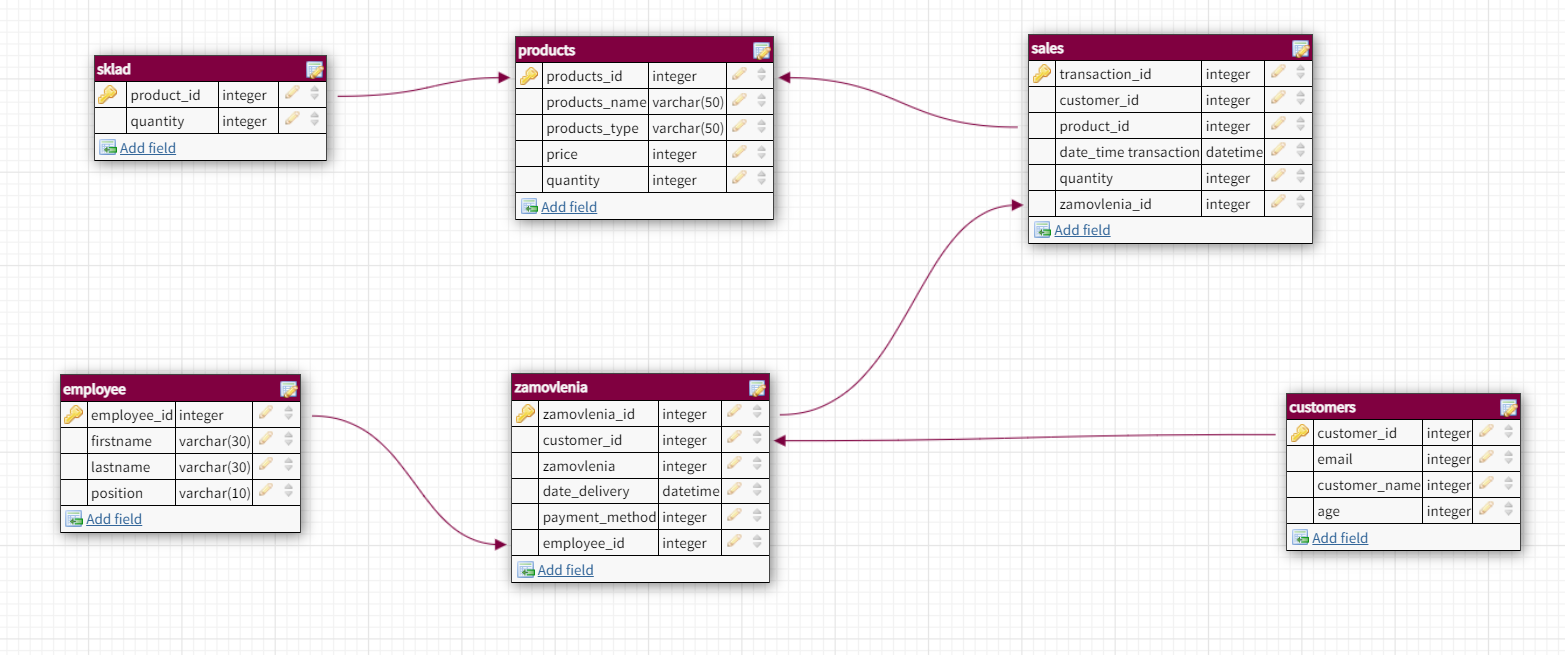 sklad
product_id integer
quantity integer
Add field
products
products_id integer
products_name varchar(50)
products_type varchar(50)
price integer
quantity integer
Add field
sales
transaction_id integer
customer_id integer
product_id integer
date_time transaction datetime
quantity integer
zamovlenia_id integer
Add field
employee
employee_id integer
firstname varchar(30)
lastname varchar(30)
position varchar(10)
Add field
zamovlenia
zamovlenia_id integer
customer_id integer
zamovlenia integer
date_delivery datetime
payment_method integer
employee_id integer
Add field
customers
customer_id integer
email integer
customer_name integer
age integer
Add field